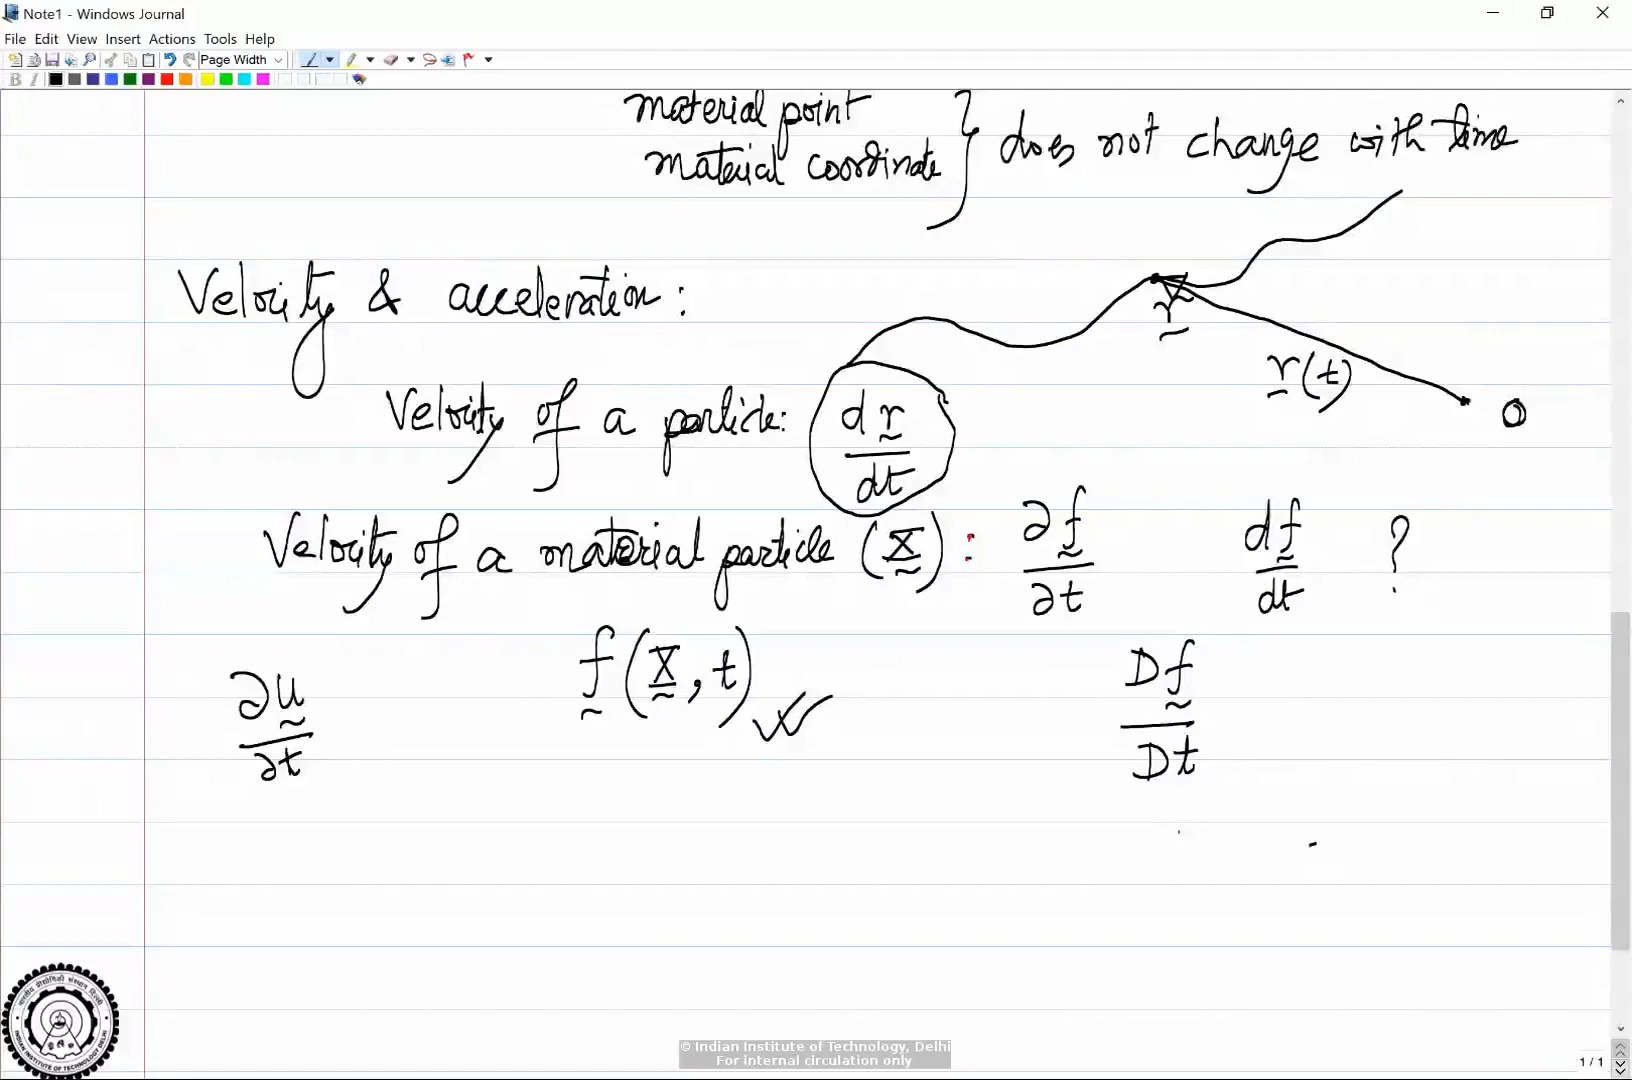 Note1 - Windows Journal
File Edit View Insert Actions Tools Help
Page Width
B I
material point
material coordinate } does not change with time
Velocity & acceleration:
r
r(t)
O
Velocity of a particle: dr/dt
Velocity of a material particle (X): ∂f/∂t df/dt ?
∂u/∂t f(X, t) Df/Dt
© Indian Institute of Technology, Delhi
For internal circulation only
1 / 1